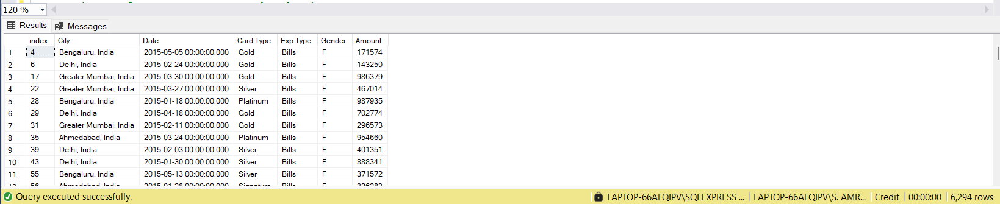 120 %
Results Messages
index City Date Card Type Exp Type Gender Amount
1 4 Bengaluru, India 2015-05-05 00:00:00.000 Gold Bills F 171574
2 6 Delhi, India 2015-02-24 00:00:00.000 Gold Bills F 143250
3 17 Greater Mumbai, India 2015-03-30 00:00:00.000 Gold Bills F 986379
4 22 Greater Mumbai, India 2015-03-27 00:00:00.000 Silver Bills F 467014
5 28 Bengaluru, India 2015-01-18 00:00:00.000 Platinum Bills F 987935
6 29 Delhi, India 2015-04-18 00:00:00.000 Gold Bills F 702774
7 31 Greater Mumbai, India 2015-02-11 00:00:00.000 Gold Bills F 296573
8 35 Ahmedabad, India 2015-03-24 00:00:00.000 Platinum Bills F 954660
9 39 Delhi, India 2015-02-03 00:00:00.000 Silver Bills F 401351
10 43 Delhi, India 2015-01-30 00:00:00.000 Silver Bills F 888341
11 55 Bengaluru, India 2015-05-13 00:00:00.000 Silver Bills F 371572
Query executed successfully. LAPTOP-66AFQIPV\SQLEXPRESS ... LAPTOP-66AFQIPV\S. AMR... Credit 00:00:00 6,294 rows